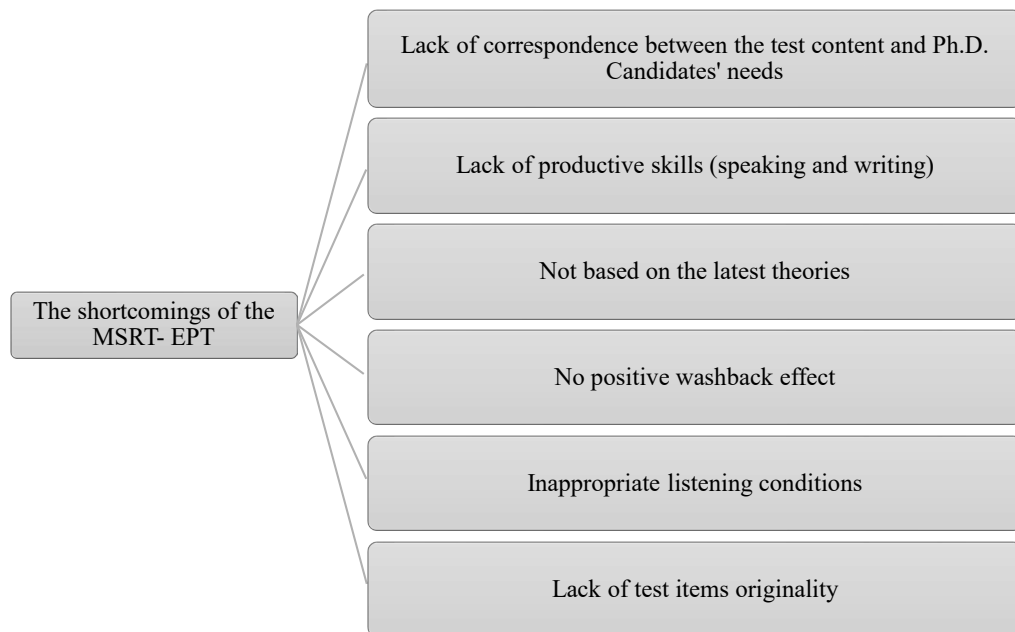 The shortcomings of the
MSRT- EPT
Lack of correspondence between the test content and Ph.D.
Candidates' needs
Lack of productive skills (speaking and writing)
Not based on the latest theories
No positive washback effect
Inappropriate listening conditions
Lack of test items originality